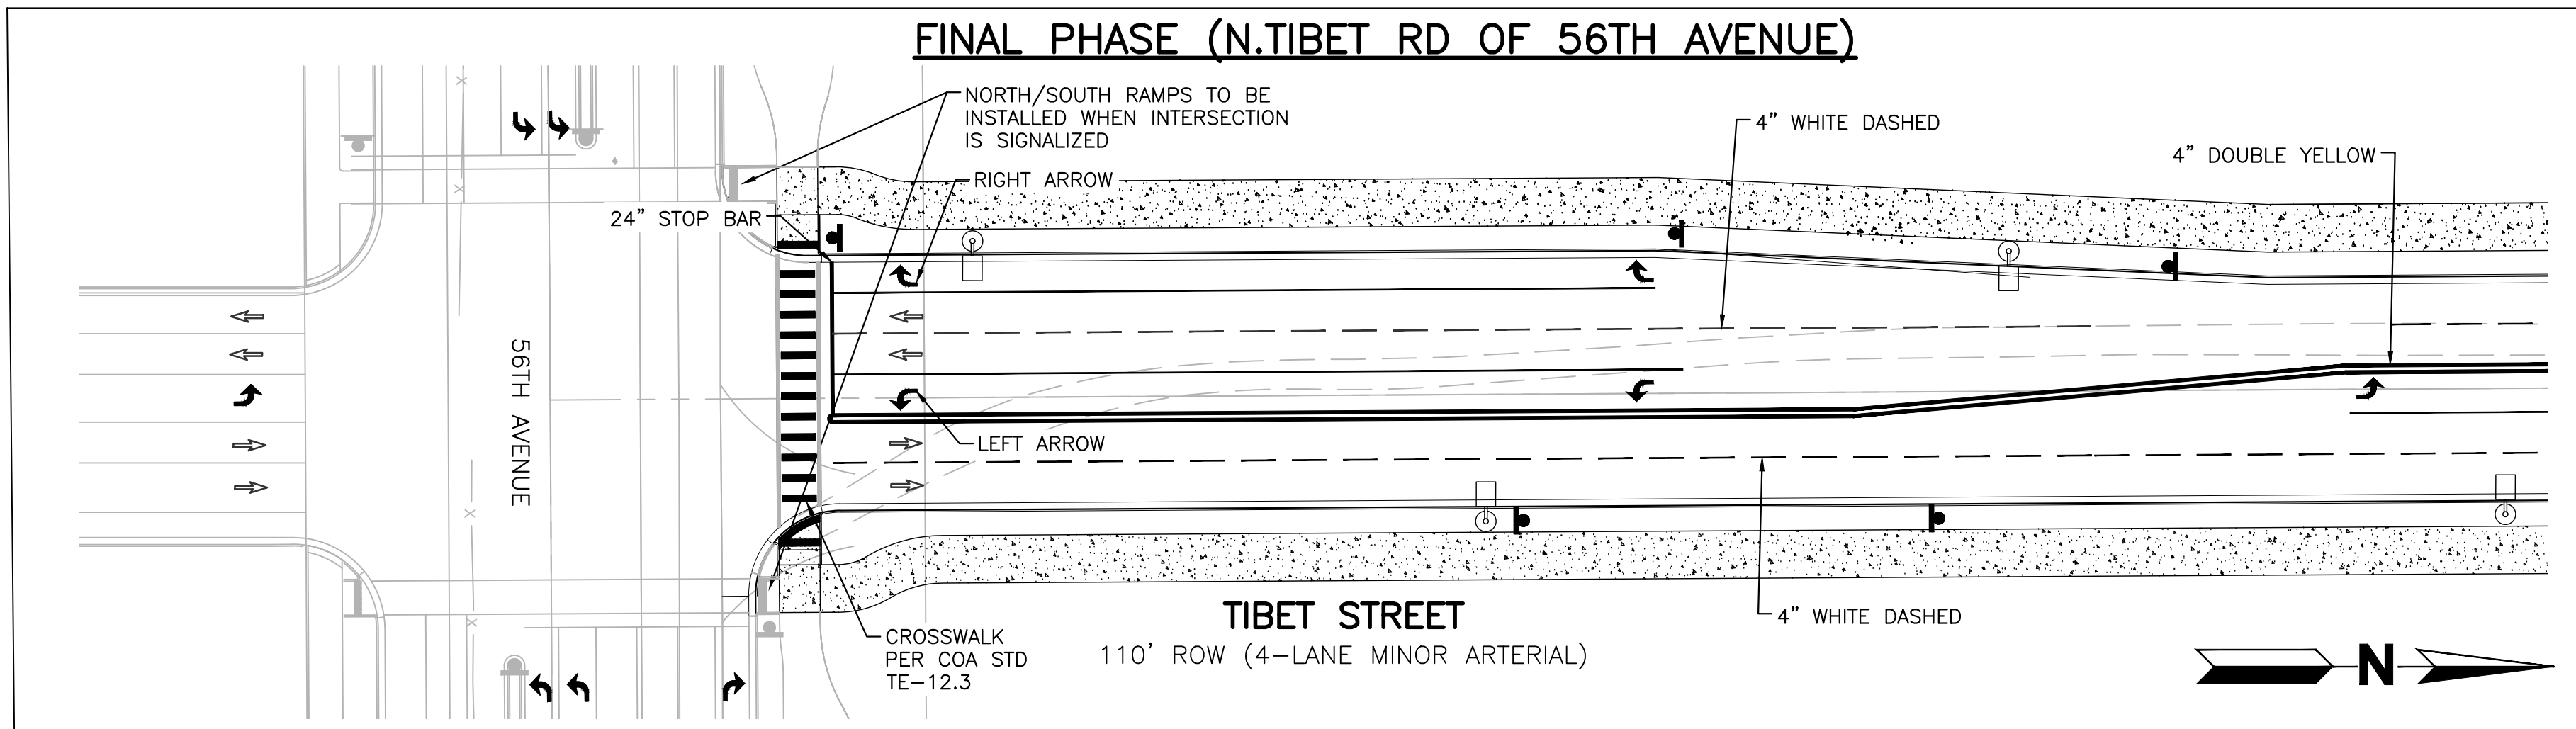 FINAL PHASE (N.TIBET RD OF 56TH AVENUE)
NORTH/SOUTH RAMPS TO BE
INSTALLED WHEN INTERSECTION
IS SIGNALIZED
4" WHITE DASHED
4" DOUBLE YELLOW
RIGHT ARROW
24" STOP BAR
56TH AVENUE
LEFT ARROW
TIBET STREET
110' ROW (4-LANE MINOR ARTERIAL)
4" WHITE DASHED
CROSSWALK
PER COA STD
TE-12.3
N